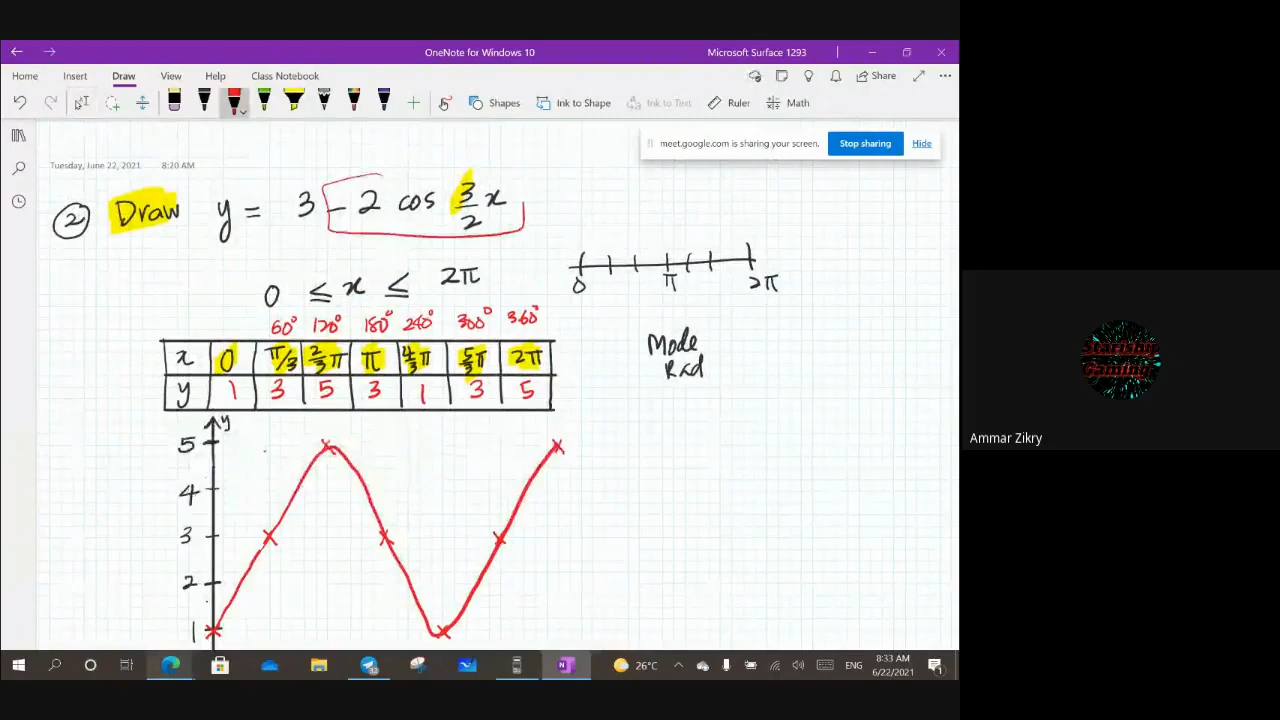 OneNote for Windows 10
Microsoft Surface 1293
Home Insert Draw View Help Class Notebook
Share
Shapes Ink to Shape Ink to Text Ruler Math
meet.google.com is sharing your screen. Stop sharing Hide
Tuesday, June 22, 2021 8:20 AM
② Draw y = 3 - 2 cos 3/2 x
0 ≤ x ≤ 2π
0 π 2π
60° 120° 180° 240° 300° 360°
x 0 π/3 2/3π π 4/3π 5/3π 2π
y 1 3 5 3 1 3 5
Mode
Rad
y
5
4
3
2
1
Starishi
Gaming
Ammar Zikry
26°C
ENG
8:33 AM
6/22/2021